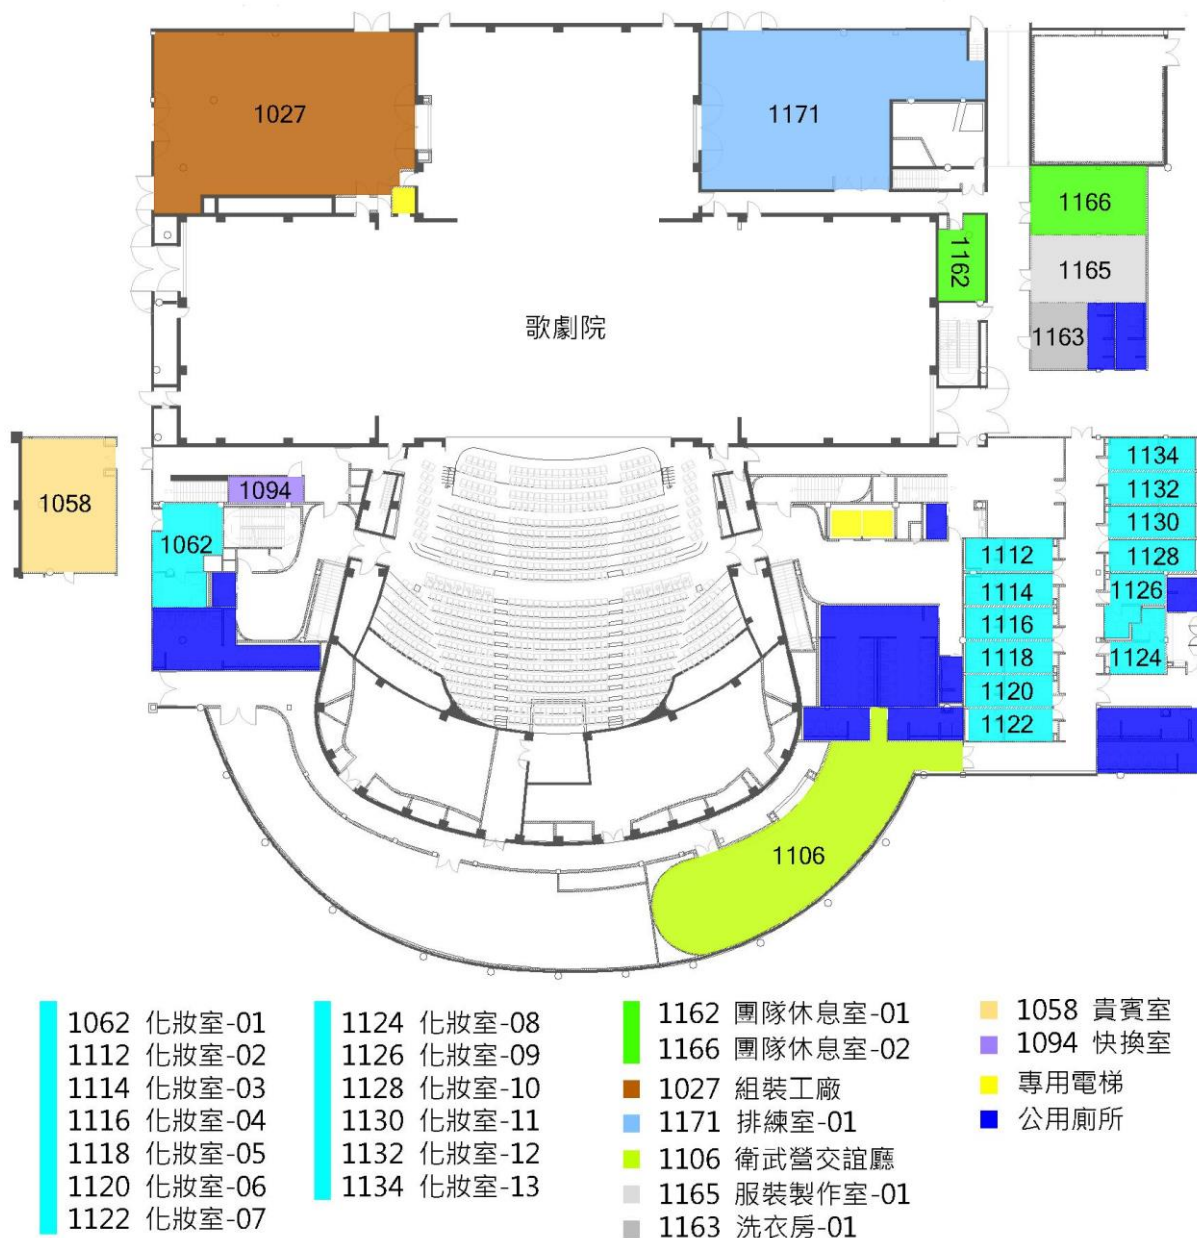 1027
1171
1166
1162
1165
歌劇院
1163
1134
1094
1132
1058
1130
1062
1112
1128
1114
1126
1116
1118
1124
1120
1122
1106
1062 化妝室-01
1112 化妝室-02
1114 化妝室-03
1116 化妝室-04
1118 化妝室-05
1120 化妝室-06
1122 化妝室-07
1124 化妝室-08
1126 化妝室-09
1128 化妝室-10
1130 化妝室-11
1132 化妝室-12
1134 化妝室-13
1162 團隊休息室-01
1166 團隊休息室-02
1027 組裝工廠
1171 排練室-01
1106 衛武營交誼廳
1165 服裝製作室-01
1163 洗衣房-01
1058 貴賓室
1094 快換室
專用電梯
公用廁所